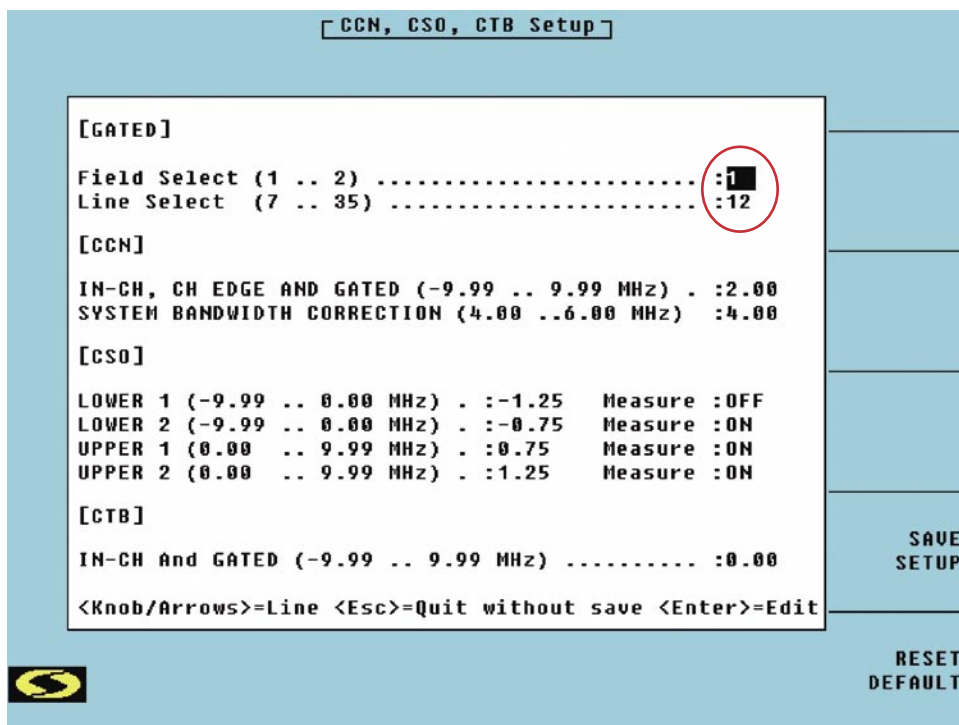 CCN, CSO, CTB Setup
[GATED]
Field Select (1 .. 2) ........................ :1
Line Select  (7 .. 35) ....................... :12
[CCN]
IN-CH, CH EDGE AND GATED (-9.99 .. 9.99 MHz) . :2.00
SYSTEM BANDWIDTH CORRECTION (4.00 ..6.00 MHz)  :4.00
[CSO]
LOWER 1 (-9.99 .. 0.00 MHz) . :-1.25   Measure :OFF
LOWER 2 (-9.99 .. 0.00 MHz) . :-0.75   Measure :ON
UPPER 1 (0.00  .. 9.99 MHz) . :0.75    Measure :ON
UPPER 2 (0.00  .. 9.99 MHz) . :1.25    Measure :ON
[CTB]
IN-CH And GATED (-9.99 .. 9.99 MHz) .......... :0.00
<Knob/Arrows>=Line <Esc>=Quit without save <Enter>=Edit
SAVE
SETUP
RESET
DEFAULT